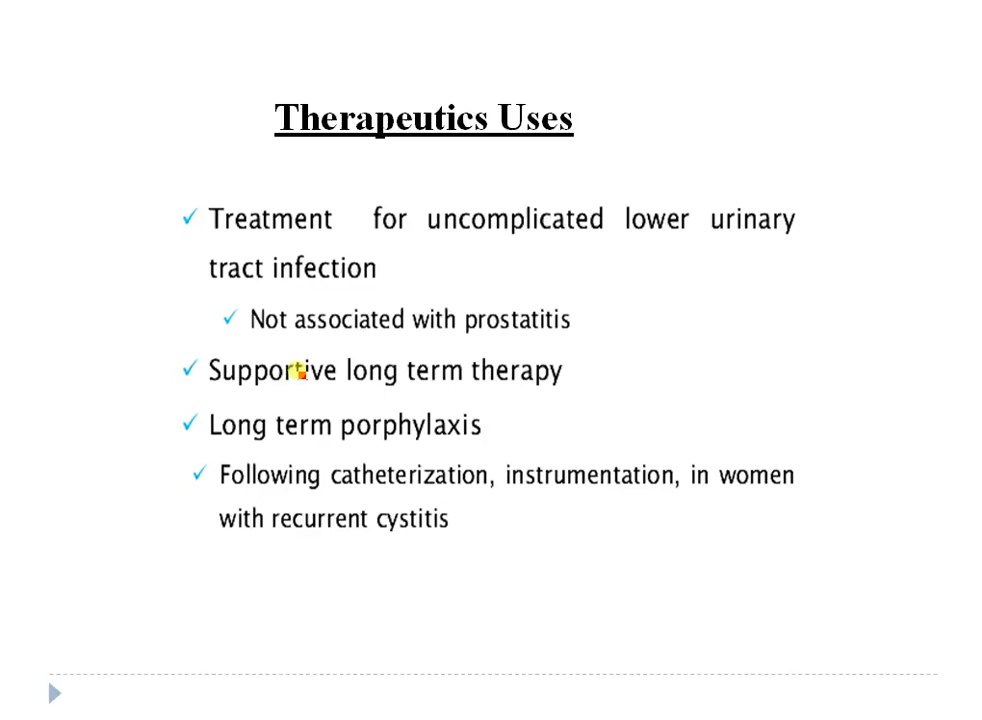 Therapeutics Uses
Treatment for uncomplicated lower urinary
tract infection
Not associated with prostatitis
Supportive long term therapy
Long term porphylaxis
Following catheterization, instrumentation, in women
with recurrent cystitis